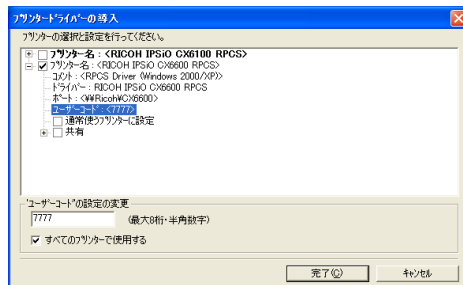 プリンタードライバーの導入
プリンターの選択と設定を行ってください。
プリンター名 : <RICOH IPSiO CX6100 RPCS>
プリンター名 : <RICOH IPSiO CX6600 RPCS>
コメント : <RPCS Driver (Windows 2000/XP)>
ドライバー : RICOH IPSiO CX6600 RPCS
ポート : <¥¥Ricoh¥CX6600>
ユーザーコード : <7777>
通常使うプリンターに設定
共有
"ユーザーコード"の設定の変更
7777 (最大8桁・半角数字)
すべてのプリンターで使用する
完了(C) キャンセル